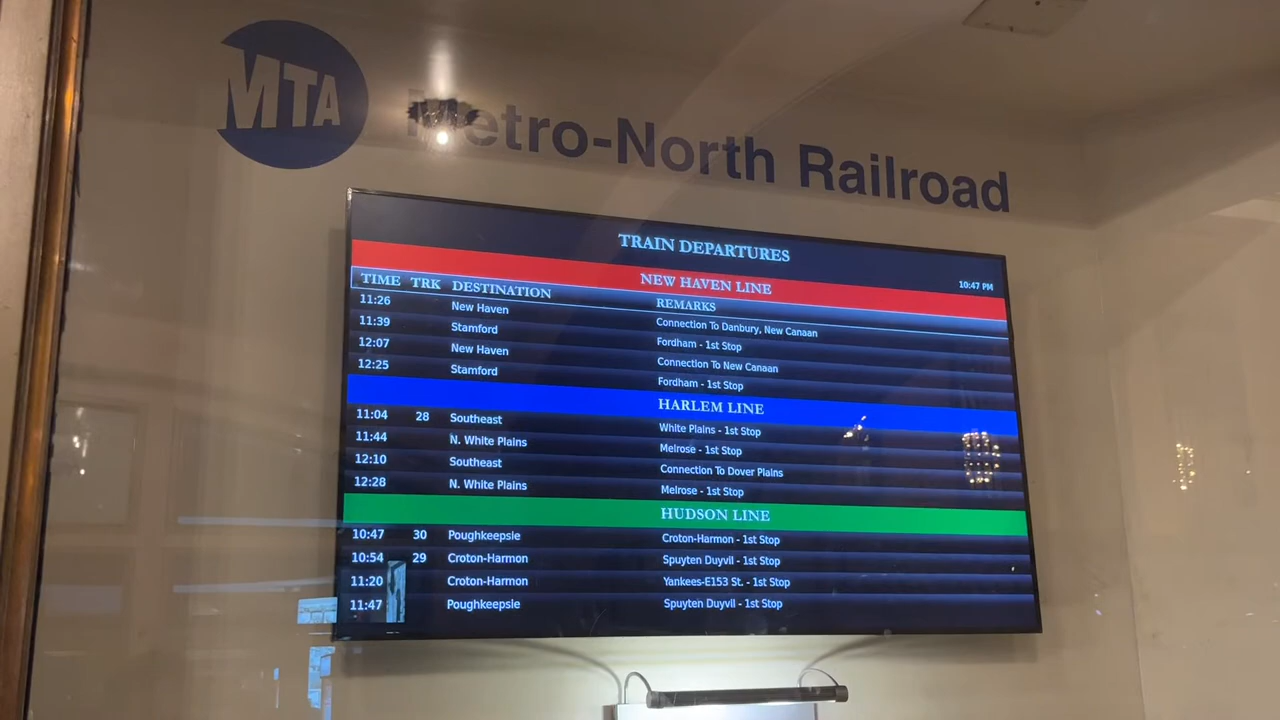 MTA
Metro-North Railroad
TRAIN DEPARTURES
NEW HAVEN LINE 10:47 PM
TIME TRK DESTINATION REMARKS
11:26 New Haven Connection To Danbury, New Canaan
11:39 Stamford Fordham - 1st Stop
12:07 New Haven Connection To New Canaan
12:25 Stamford Fordham - 1st Stop
HARLEM LINE
11:04 28 Southeast White Plains - 1st Stop
11:44 N. White Plains Melrose - 1st Stop
12:10 Southeast Connection To Dover Plains
12:28 N. White Plains Melrose - 1st Stop
HUDSON LINE
10:47 30 Poughkeepsie Croton-Harmon - 1st Stop
10:54 29 Croton-Harmon Spuyten Duyvil - 1st Stop
11:20 Croton-Harmon Yankees-E153 St. - 1st Stop
11:47 Poughkeepsie Spuyten Duyvil - 1st Stop